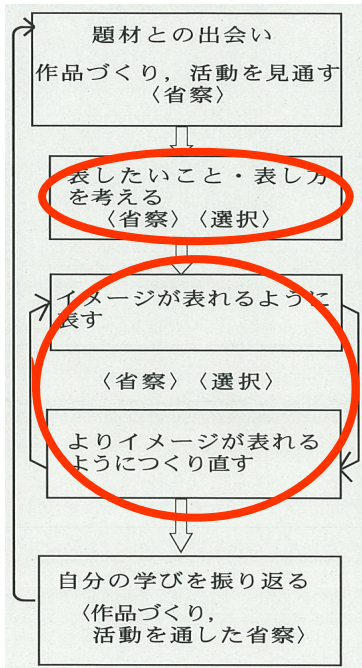 題材との出会い
作品づくり，活動を見通す
〈省察〉
表したいこと・表し方
を考える
〈省察〉〈選択〉
イメージが表れるように
表す
〈省察〉〈選択〉
よりイメージが表れる
ようにつくり直す
自分の学びを振り返る
〈作品づくり，
活動を通した省察〉